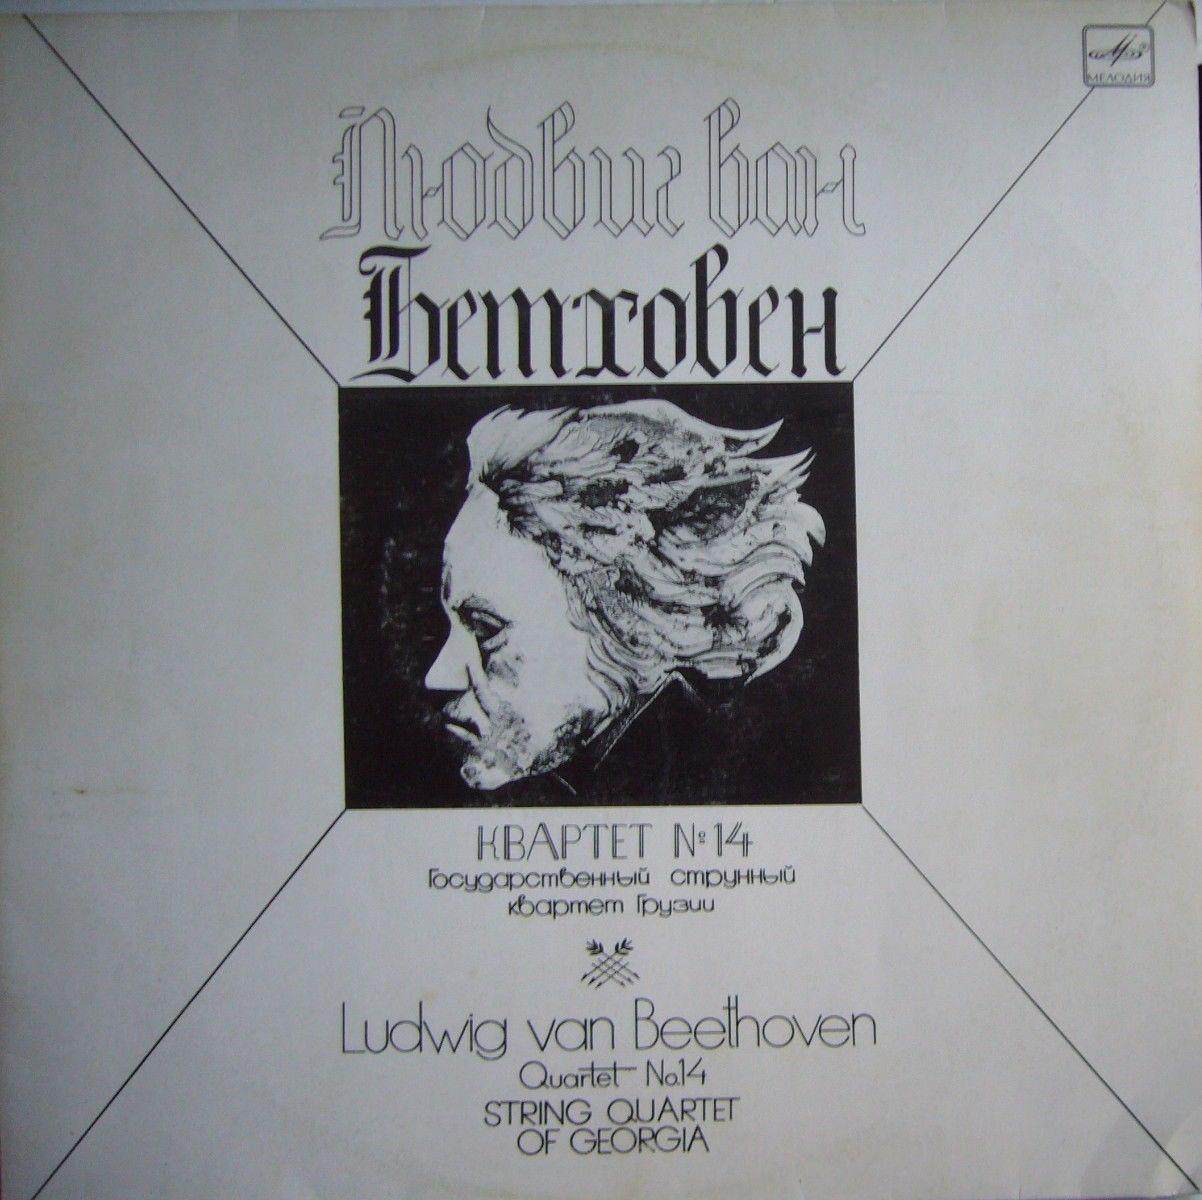 МЕЛОДИЯ
Людвиг ван
Бетховен
КВАРТЕТ №14
Государственный струнный
квартет Грузии
Ludwig van Beethoven
Quartet No.14
STRING QUARTET
OF GEORGIA